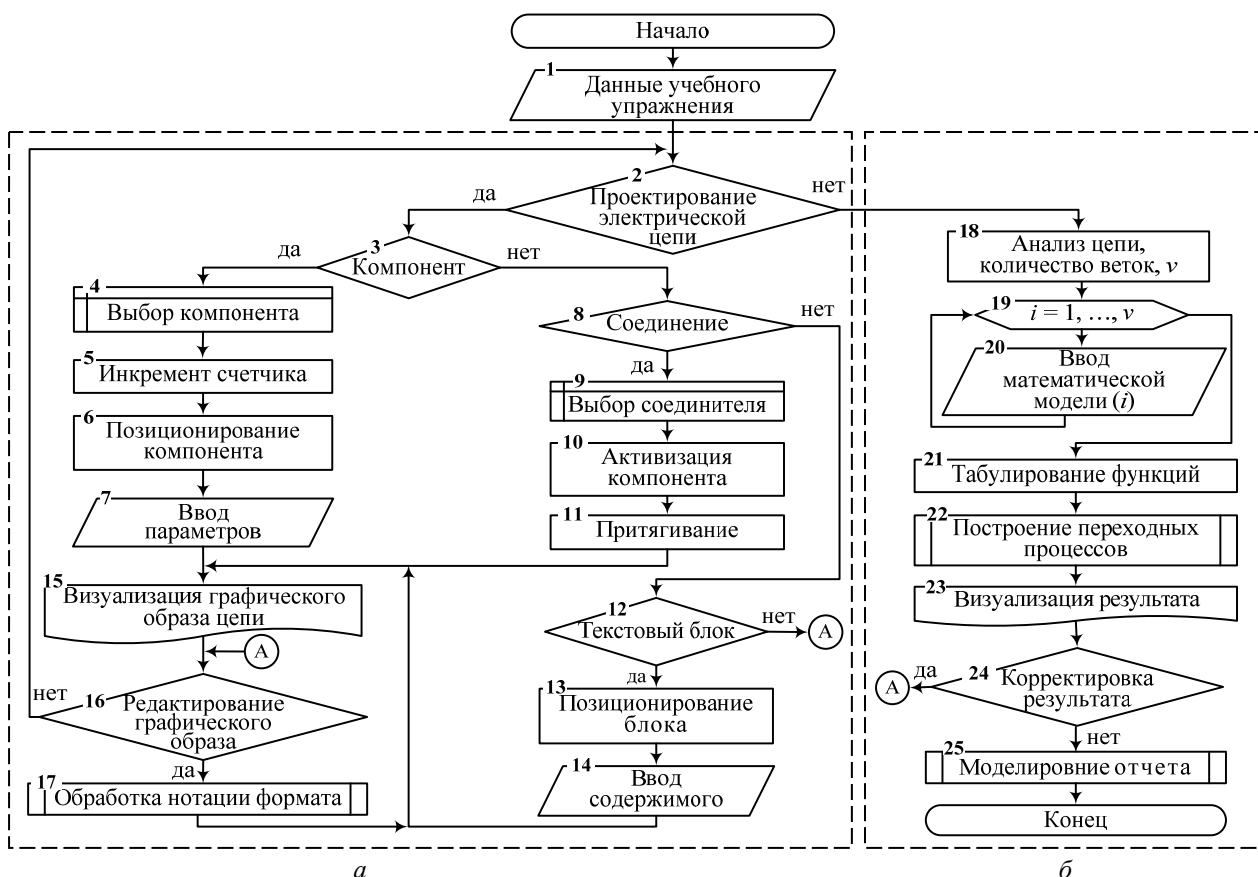 Начало
1
Данные учебного
упражнения
2
Проектирование
электрической
цепи
да
нет
3
Компонент
да
нет
4
Выбор компонента
5
Инкремент счетчика
6
Позиционирование
компонента
7
Ввод
параметров
8
Соединение
нет
да
9
Выбор соединителя
10
Активизация
компонента
11
Притягивание
12
Текстовый блок
нет
А
да
13
Позиционирование
блока
14
Ввод
содержимого
15
Визуализация графического
образа цепи
А
16
Редактирование
графического
образа
нет
да
17
Обработка нотации формата
18
Анализ цепи,
количество веток, v
19
i = 1, …, v
20
Ввод
математической
модели (i)
21
Табулирование функций
22
Построение переходных
процессов
23
Визуализация результата
24
Корректировка
результата
да
А
нет
25
Моделировние отчета
Конец
а
б